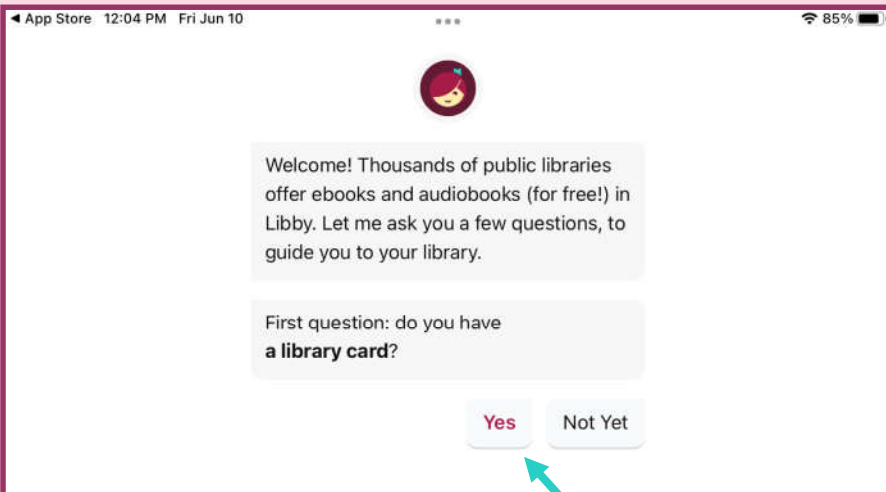 App Store 12:04 PM Fri Jun 10 85%
Welcome! Thousands of public libraries
offer ebooks and audiobooks (for free!) in
Libby. Let me ask you a few questions, to
guide you to your library.
First question: do you have
a library card?
Yes Not Yet